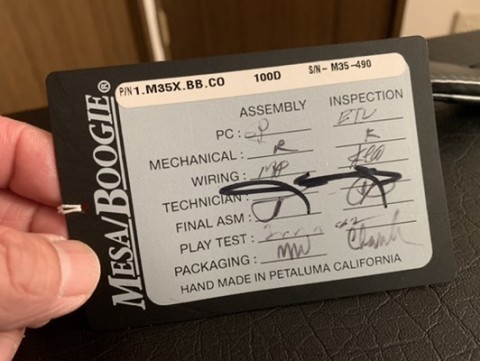 MESA/BOOGIE®
P/N 1.M35X.BB.CO 100D S/N- M35-490
ASSEMBLY INSPECTION
PC:
MECHANICAL: R K
WIRING:
TECHNICIAN:
FINAL ASM:
PLAY TEST:
PACKAGING: MW
HAND MADE IN PETALUMA CALIFORNIA